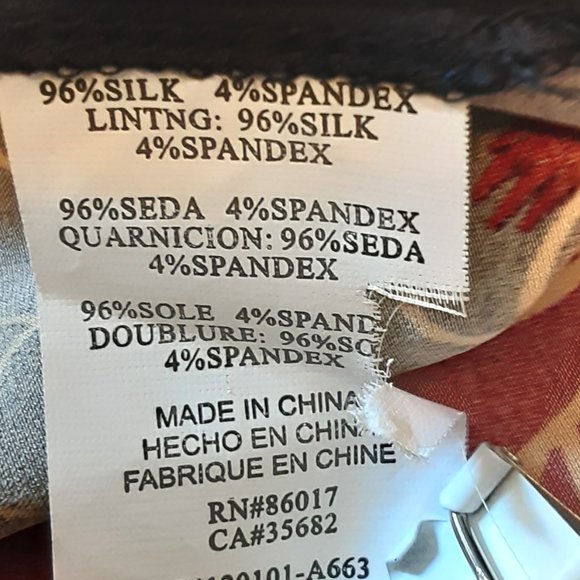 96%SILK 4%SPANDEX
LINTNG: 96%SILK
4%SPANDEX
96%SEDA 4%SPANDEX
QUARNICION: 96%SEDA
4%SPANDEX
96%SOLE 4%SPAND
DOUBLURE: 96%SO
4%SPANDEX
MADE IN CHINA
HECHO EN CHINA
FABRIQUE EN CHINE
RN#86017
CA#35682